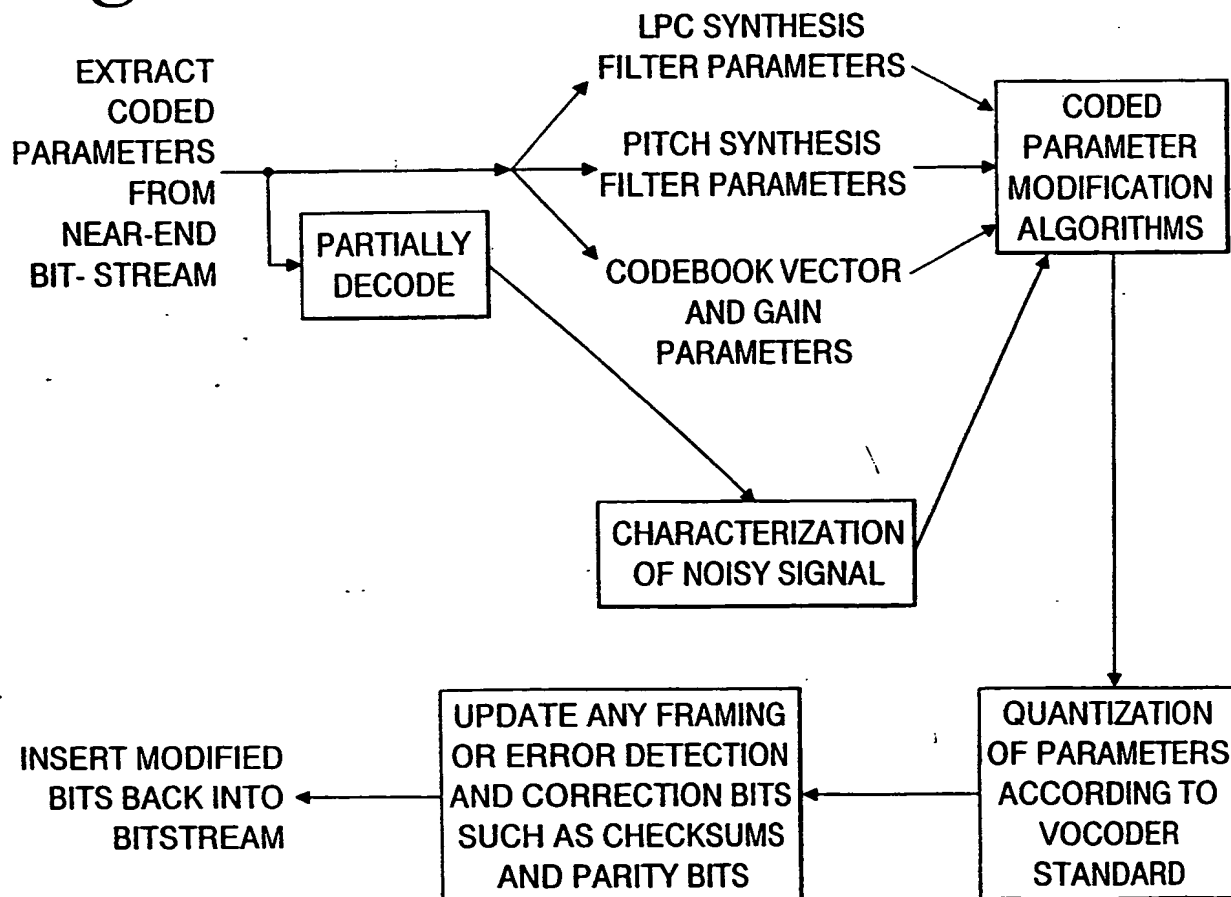 EXTRACT
CODED
PARAMETERS
FROM
NEAR-END
BIT- STREAM
PARTIALLY
DECODE
LPC SYNTHESIS
FILTER PARAMETERS
PITCH SYNTHESIS
FILTER PARAMETERS
CODEBOOK VECTOR
AND GAIN
PARAMETERS
CODED
PARAMETER
MODIFICATION
ALGORITHMS
CHARACTERIZATION
OF NOISY SIGNAL
QUANTIZATION
OF PARAMETERS
ACCORDING TO
VOCODER
STANDARD
UPDATE ANY FRAMING
OR ERROR DETECTION
AND CORRECTION BITS
SUCH AS CHECKSUMS
AND PARITY BITS
INSERT MODIFIED
BITS BACK INTO
BITSTREAM